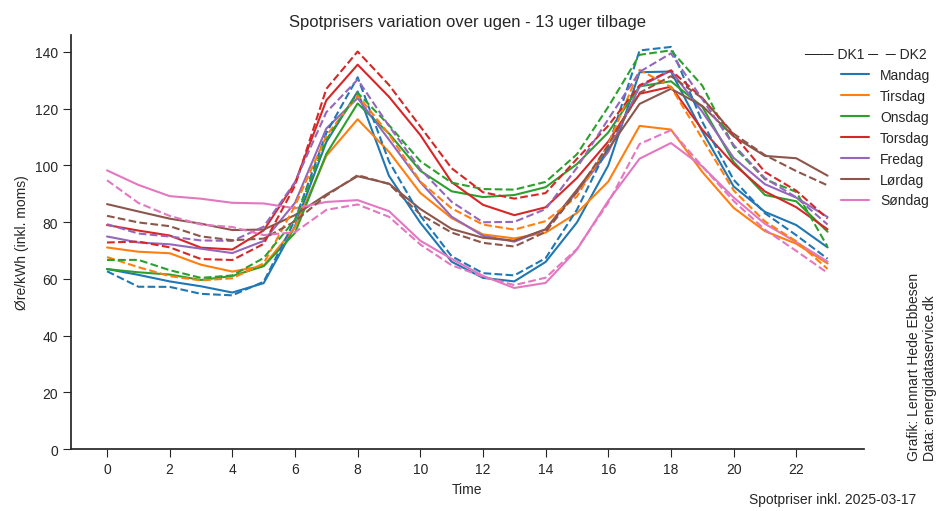 Spotprisers variation over ugen - 13 uger tilbage
Øre/kWh (inkl. moms)
140
120
100
80
60
40
20
0
0 2 4 6 8 10 12 14 16 18 20 22
Time
DK1 DK2
Mandag
Tirsdag
Onsdag
Torsdag
Fredag
Lørdag
Søndag
Grafik: Lennart Hede Ebbesen
Data: energidataservice.dk
Spotpriser inkl. 2025-03-17